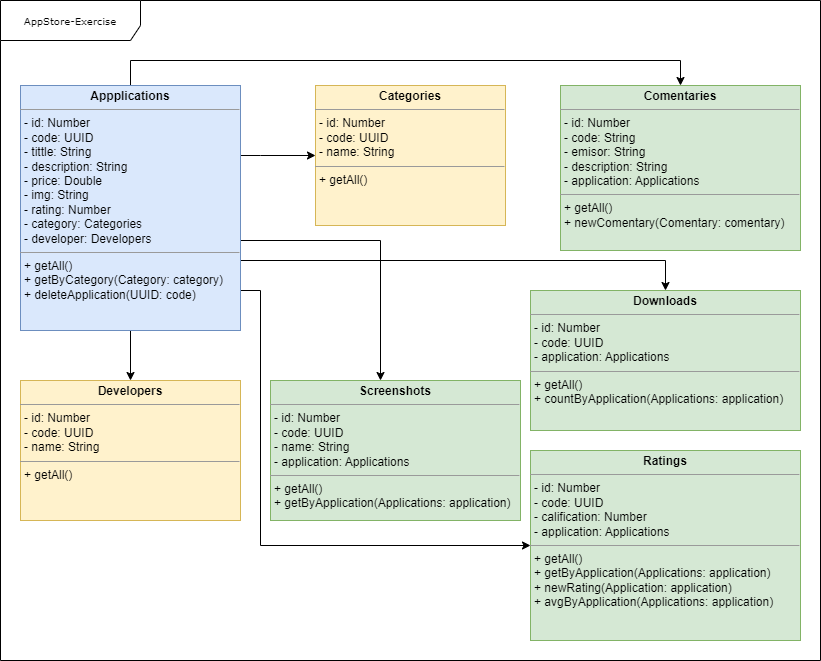 AppStore-Exercise
Appplications
- id: Number
- code: UUID
- tittle: String
- description: String
- price: Double
- img: String
- rating: Number
- category: Categories
- developer: Developers
+ getAll()
+ getByCategory(Category: category)
+ deleteApplication(UUID: code)
Categories
- id: Number
- code: UUID
- name: String
+ getAll()
Comentaries
- id: Number
- code: String
- emisor: String
- description: String
- application: Applications
+ getAll()
+ newComentary(Comentary: comentary)
Downloads
- id: Number
- code: UUID
- application: Applications
+ getAll()
+ countByApplication(Applications: application)
Developers
- id: Number
- code: UUID
- name: String
+ getAll()
Screenshots
- id: Number
- code: UUID
- name: String
- application: Applications
+ getAll()
+ getByApplication(Applications: application)
Ratings
- id: Number
- code: UUID
- calification: Number
- application: Applications
+ getAll()
+ getByApplication(Applications: application)
+ newRating(Application: application)
+ avgByApplication(Applications: application)